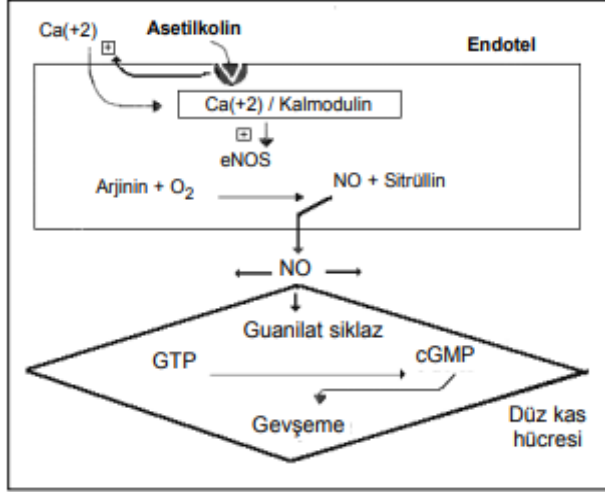 Ca(+2)
+
Asetilkolin
Endotel
Ca(+2) / Kalmodulin
+
eNOS
Arjinin + O2
NO + Sitrüllin
NO
Guanilat siklaz
GTP
cGMP
Gevşeme
Düz kas
hücresi